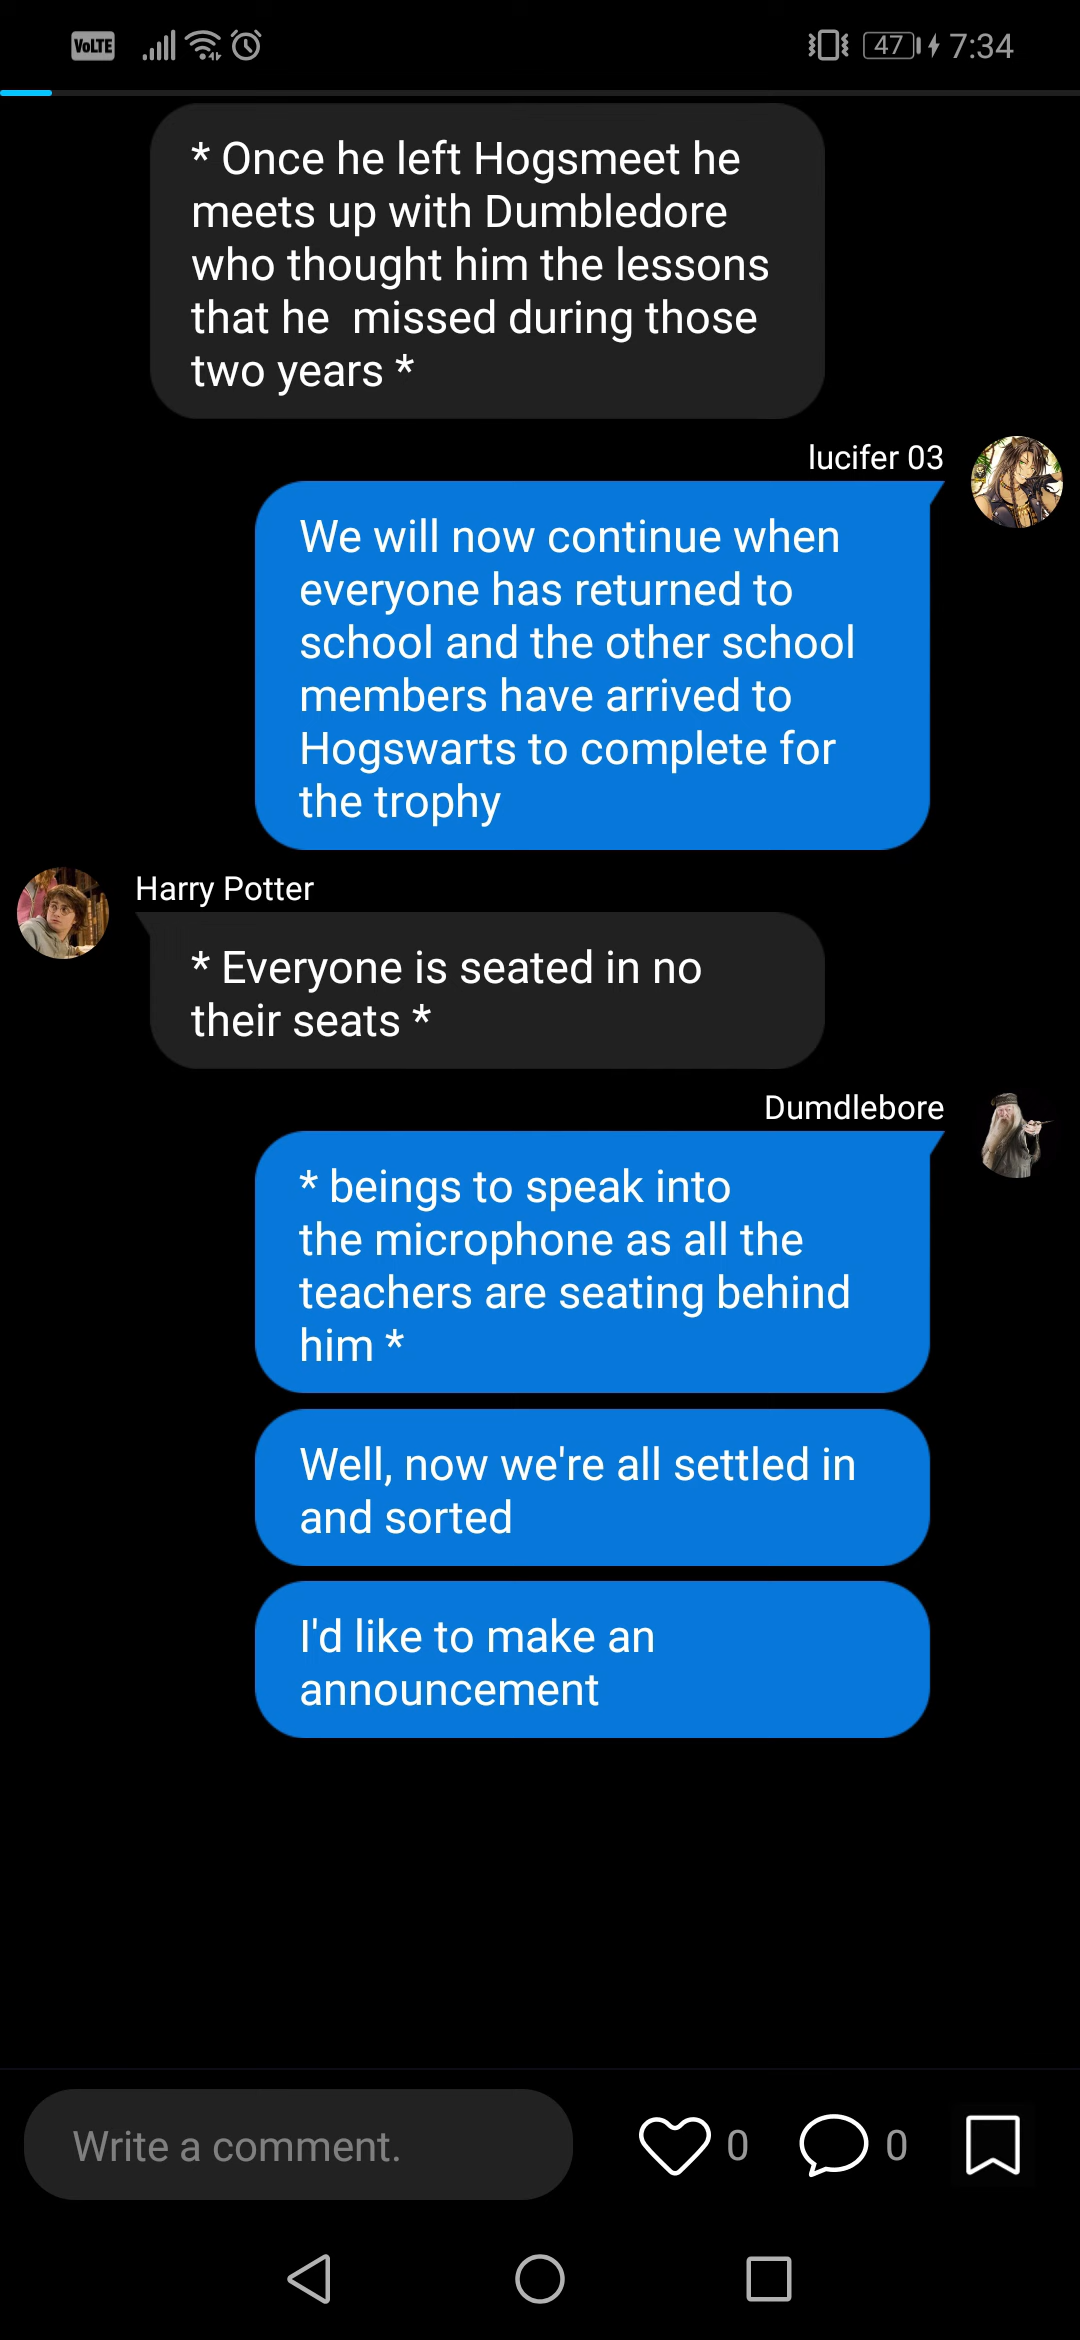 VoLTE 47 7:34
* Once he left Hogsmeet he
meets up with Dumbledore
who thought him the lessons
that he  missed during those
two years *
lucifer 03
We will now continue when
everyone has returned to
school and the other school
members have arrived to
Hogswarts to complete for
the trophy
Harry Potter
* Everyone is seated in no
their seats *
Dumdlebore
* beings to speak into
the microphone as all the
teachers are seating behind
him *
Well, now we're all settled in
and sorted
I'd like to make an
announcement
Write a comment. 0 0